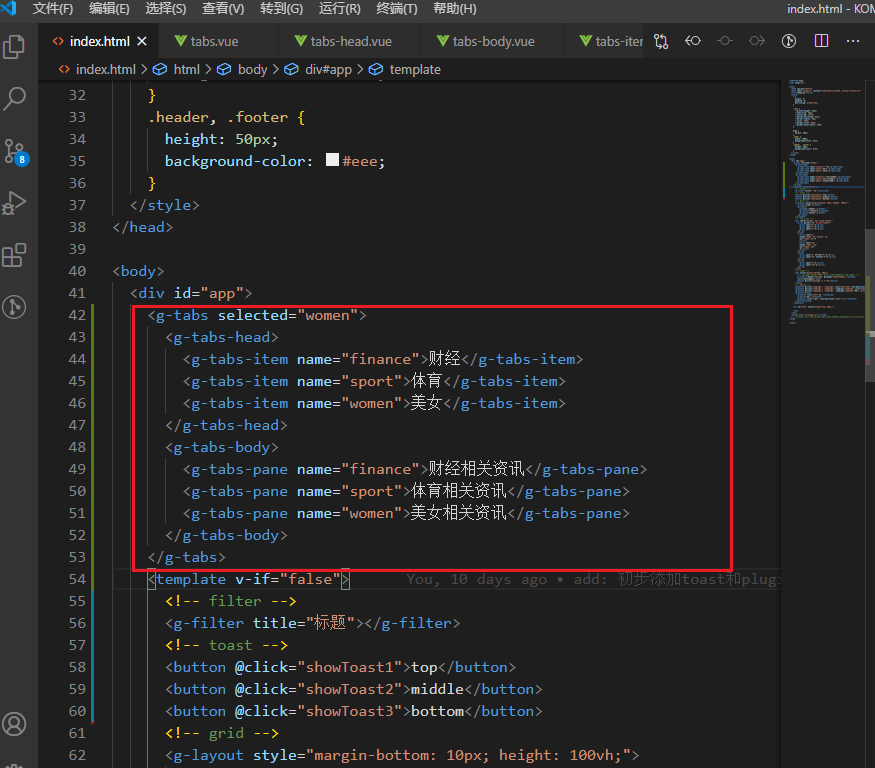 文件(F) 编辑(E) 选择(S) 查看(V) 转到(G) 运行(R) 终端(T) 帮助(H) index.html - KOM
index.html tabs.vue tabs-head.vue tabs-body.vue tabs-iter
index.html > html > body > div#app > template
32 }
33 .header, .footer {
34 height: 50px;
35 background-color: #eee;
36 }
37 </style>
38 </head>
39
40 <body>
41 <div id="app">
42 <g-tabs selected="women">
43 <g-tabs-head>
44 <g-tabs-item name="finance">财经</g-tabs-item>
45 <g-tabs-item name="sport">体育</g-tabs-item>
46 <g-tabs-item name="women">美女</g-tabs-item>
47 </g-tabs-head>
48 <g-tabs-body>
49 <g-tabs-pane name="finance">财经相关资讯</g-tabs-pane>
50 <g-tabs-pane name="sport">体育相关资讯</g-tabs-pane>
51 <g-tabs-pane name="women">美女相关资讯</g-tabs-pane>
52 </g-tabs-body>
53 </g-tabs>
54 <template v-if="false"> You, 10 days ago • add: 初步添加toast和plugi
55 <!-- filter -->
56 <g-filter title="标题"></g-filter>
57 <!-- toast -->
58 <button @click="showToast1">top</button>
59 <button @click="showToast2">middle</button>
60 <button @click="showToast3">bottom</button>
61 <!-- grid -->
62 <g-layout style="margin-bottom: 10px; height: 100vh;">
8